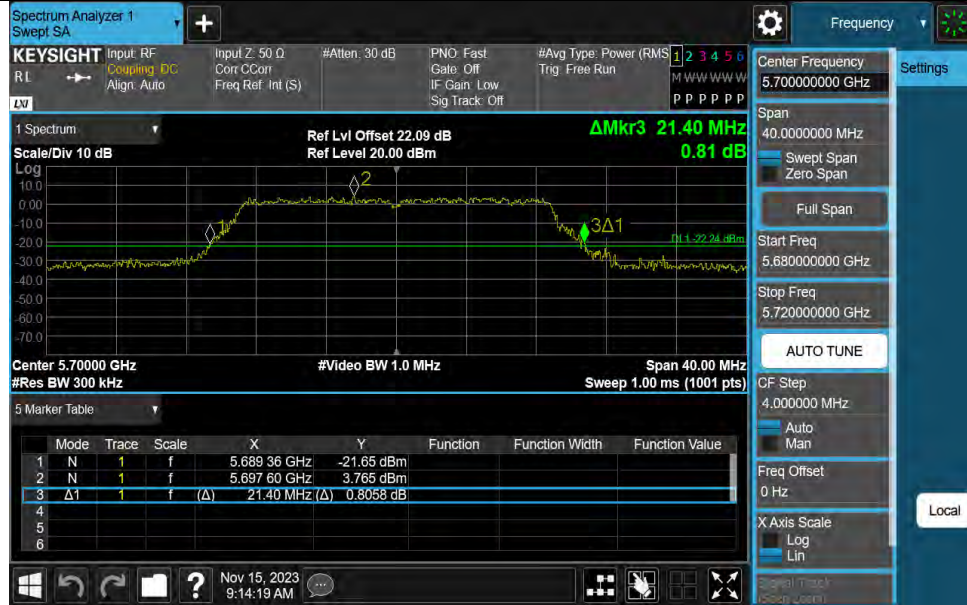 Spectrum Analyzer 1
Swept SA
+
Frequency
KEYSIGHT Input: RF Input Z: 50 Ω #Atten: 30 dB PNO: Fast #Avg Type: Power (RMS 1 2 3 4 5 6
RL Coupling: DC Corr CCorr Gate: Off Trig: Free Run M W W W W W
Align: Auto Freq Ref: Int (S) IF Gain: Low P P P P P P
LXI Sig Track: Off
1 Spectrum
Ref Lvl Offset 22.09 dB ΔMkr3 21.40 MHz
Scale/Div 10 dB Ref Level 20.00 dBm 0.81 dB
Log
10.0
0.00
-10.0
-20.0
-30.0
-40.0
-50.0
-60.0
-70.0
1
2
3Δ1
DL1 -22.24 dBm
Center 5.70000 GHz #Video BW 1.0 MHz Span 40.00 MHz
#Res BW 300 kHz Sweep 1.00 ms (1001 pts)
5 Marker Table
Mode Trace Scale X Y Function Function Width Function Value
1 N 1 f 5.689 36 GHz -21.65 dBm
2 N 1 f 5.697 60 GHz 3.765 dBm
3 Δ1 1 f (Δ) 21.40 MHz (Δ) 0.8058 dB
4
5
6
Nov 15, 2023
9:14:19 AM
?
Center Frequency
5.700000000 GHz
Settings
Span
40.0000000 MHz
Swept Span
Zero Span
Full Span
Start Freq
5.680000000 GHz
Stop Freq
5.720000000 GHz
AUTO TUNE
CF Step
4.000000 MHz
Auto
Man
Freq Offset
0 Hz
X Axis Scale
Log
Lin
Local
Signal Track
(Span Zoom)